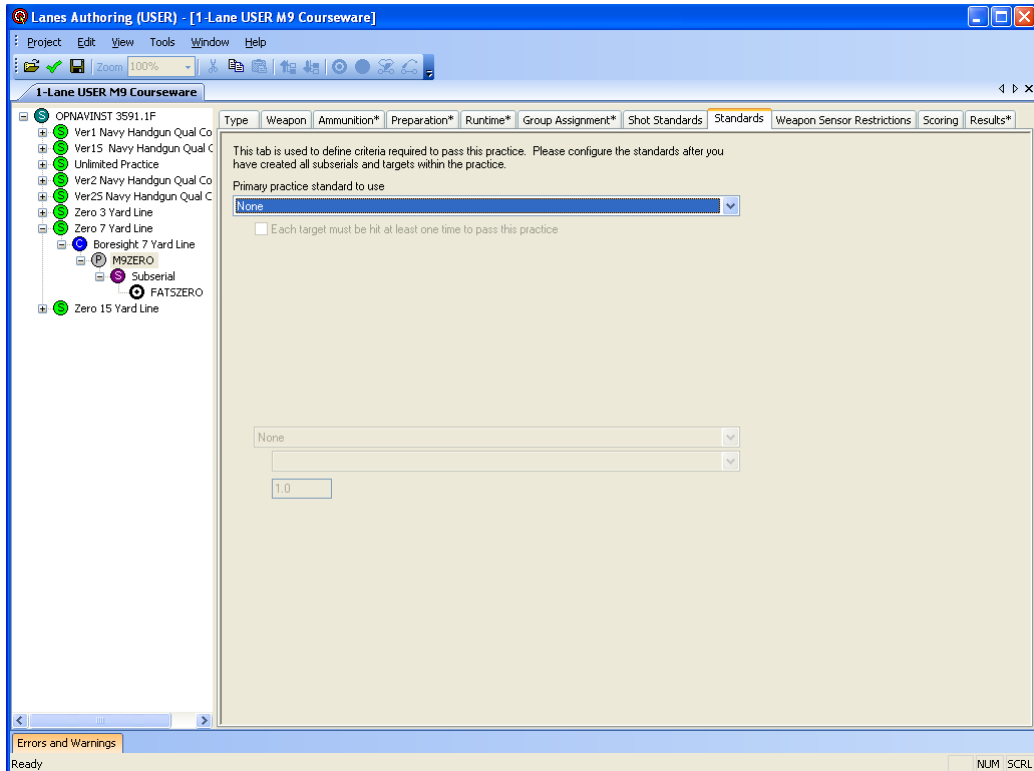 Lanes Authoring (USER) - [1-Lane USER M9 Courseware]
Project Edit View Tools Window Help
Zoom 100%
1-Lane USER M9 Courseware
OPNAVINST 3591.1F
Ver1 Navy Handgun Qual Co
Ver1S Navy Handgun Qual C
Unlimited Practice
Ver2 Navy Handgun Qual Co
Ver2S Navy Handgun Qual C
Zero 3 Yard Line
Zero 7 Yard Line
Boresight 7 Yard Line
M9ZERO
Subserial
FATSZERO
Zero 15 Yard Line
Type Weapon Ammunition* Preparation* Runtime* Group Assignment* Shot Standards Standards Weapon Sensor Restrictions Scoring Results*
This tab is used to define criteria required to pass this practice. Please configure the standards after you
have created all subserials and targets within the practice.
Primary practice standard to use
None
Each target must be hit at least one time to pass this practice
None
1.0
Errors and Warnings
Ready NUM SCRL